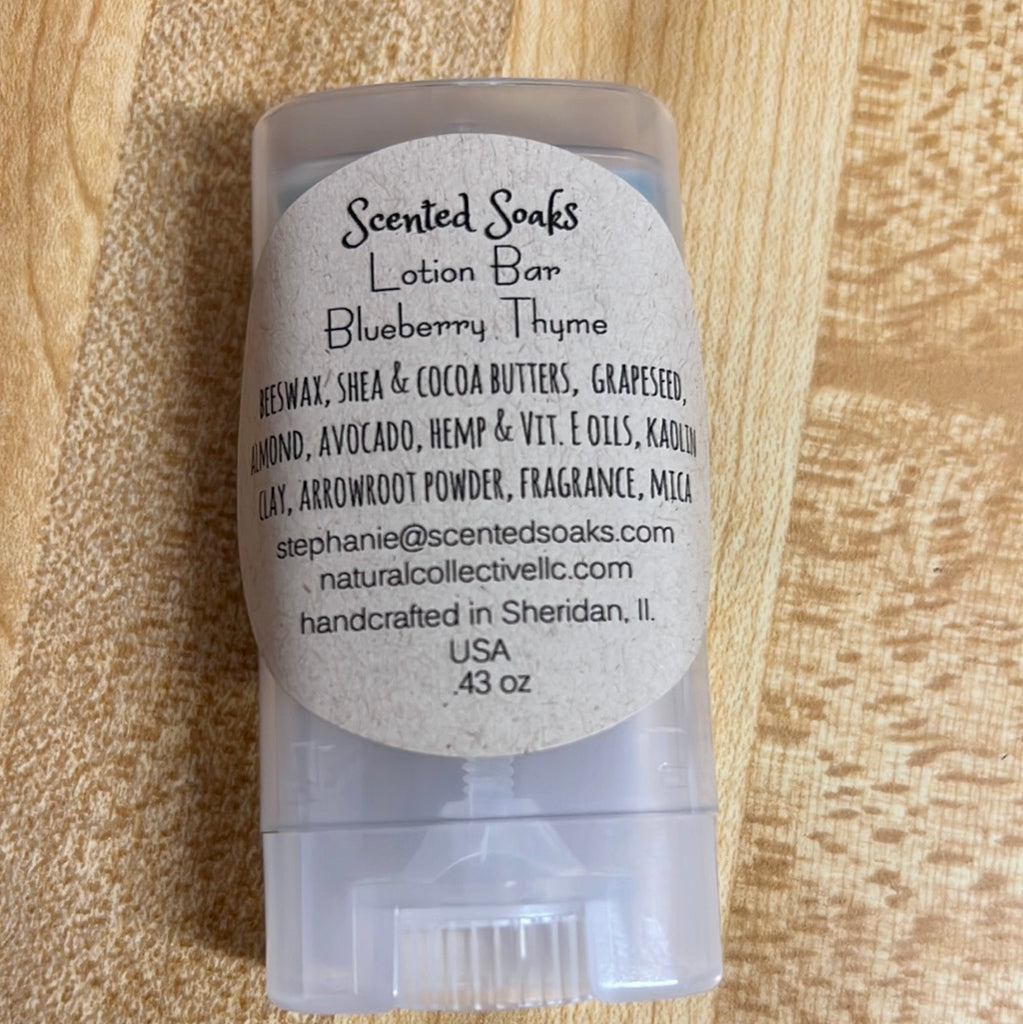 Scented Soaks
Lotion Bar
Blueberry Thyme
BEESWAX, SHEA & COCOA BUTTERS, GRAPESEED,
ALMOND, AVOCADO, HEMP & VIT. E OILS, KAOLIN
CLAY, ARROWROOT POWDER, FRAGRANCE, MICA
stephanie@scentedsoaks.com
naturalcollectivellc.com
handcrafted in Sheridan, Il.
USA
.43 oz